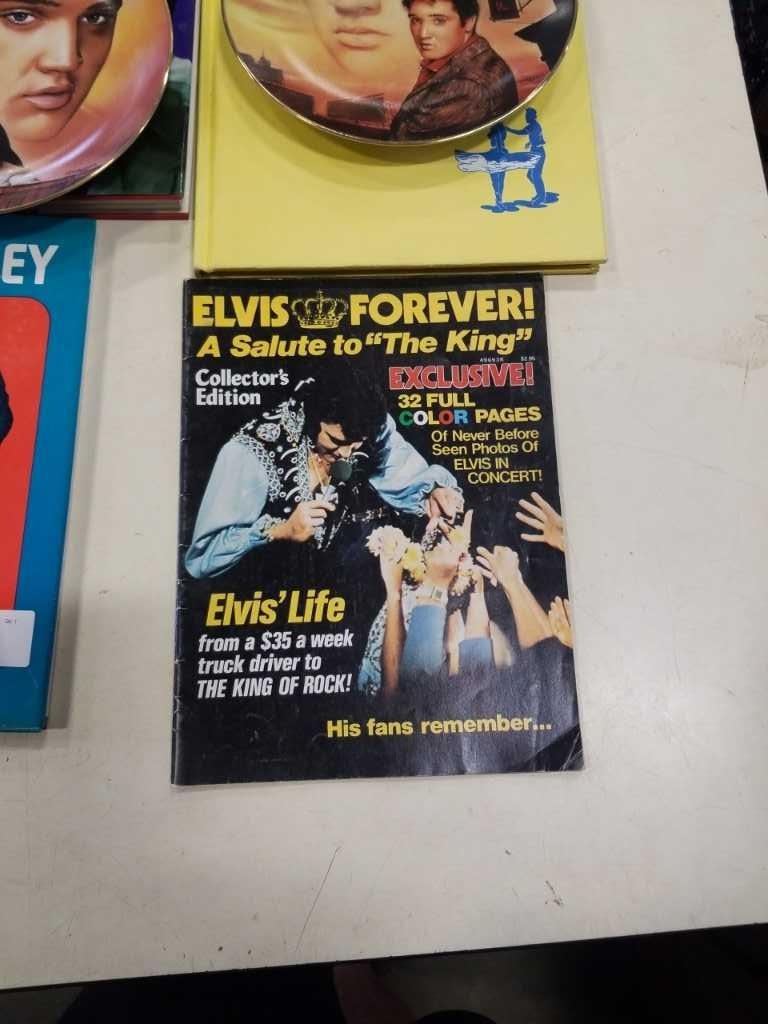 EY
ELVIS FOREVER!
A Salute to "The King"
$2.95
Collector's
Edition
EXCLUSIVE!
32 FULL
COLOR PAGES
Of Never Before
Seen Photos Of
ELVIS IN
CONCERT!
Elvis' Life
from a $35 a week
truck driver to
THE KING OF ROCK!
His fans remember...